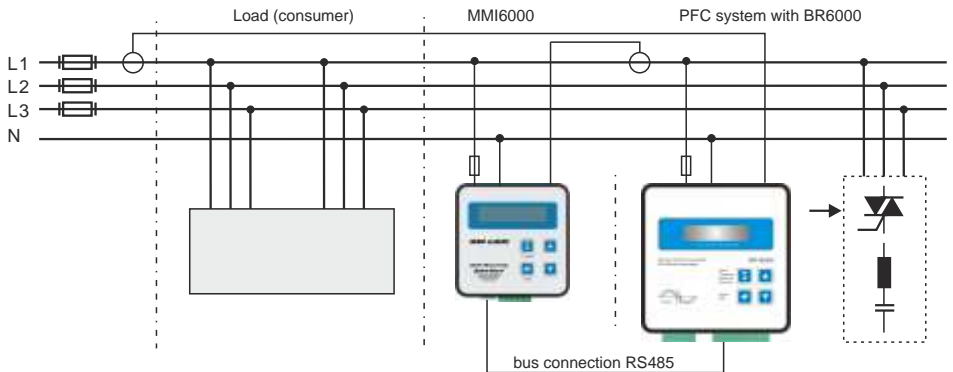 Load (consumer)
MMI6000
PFC system with BR6000
L1
L2
L3
N
bus connection RS485